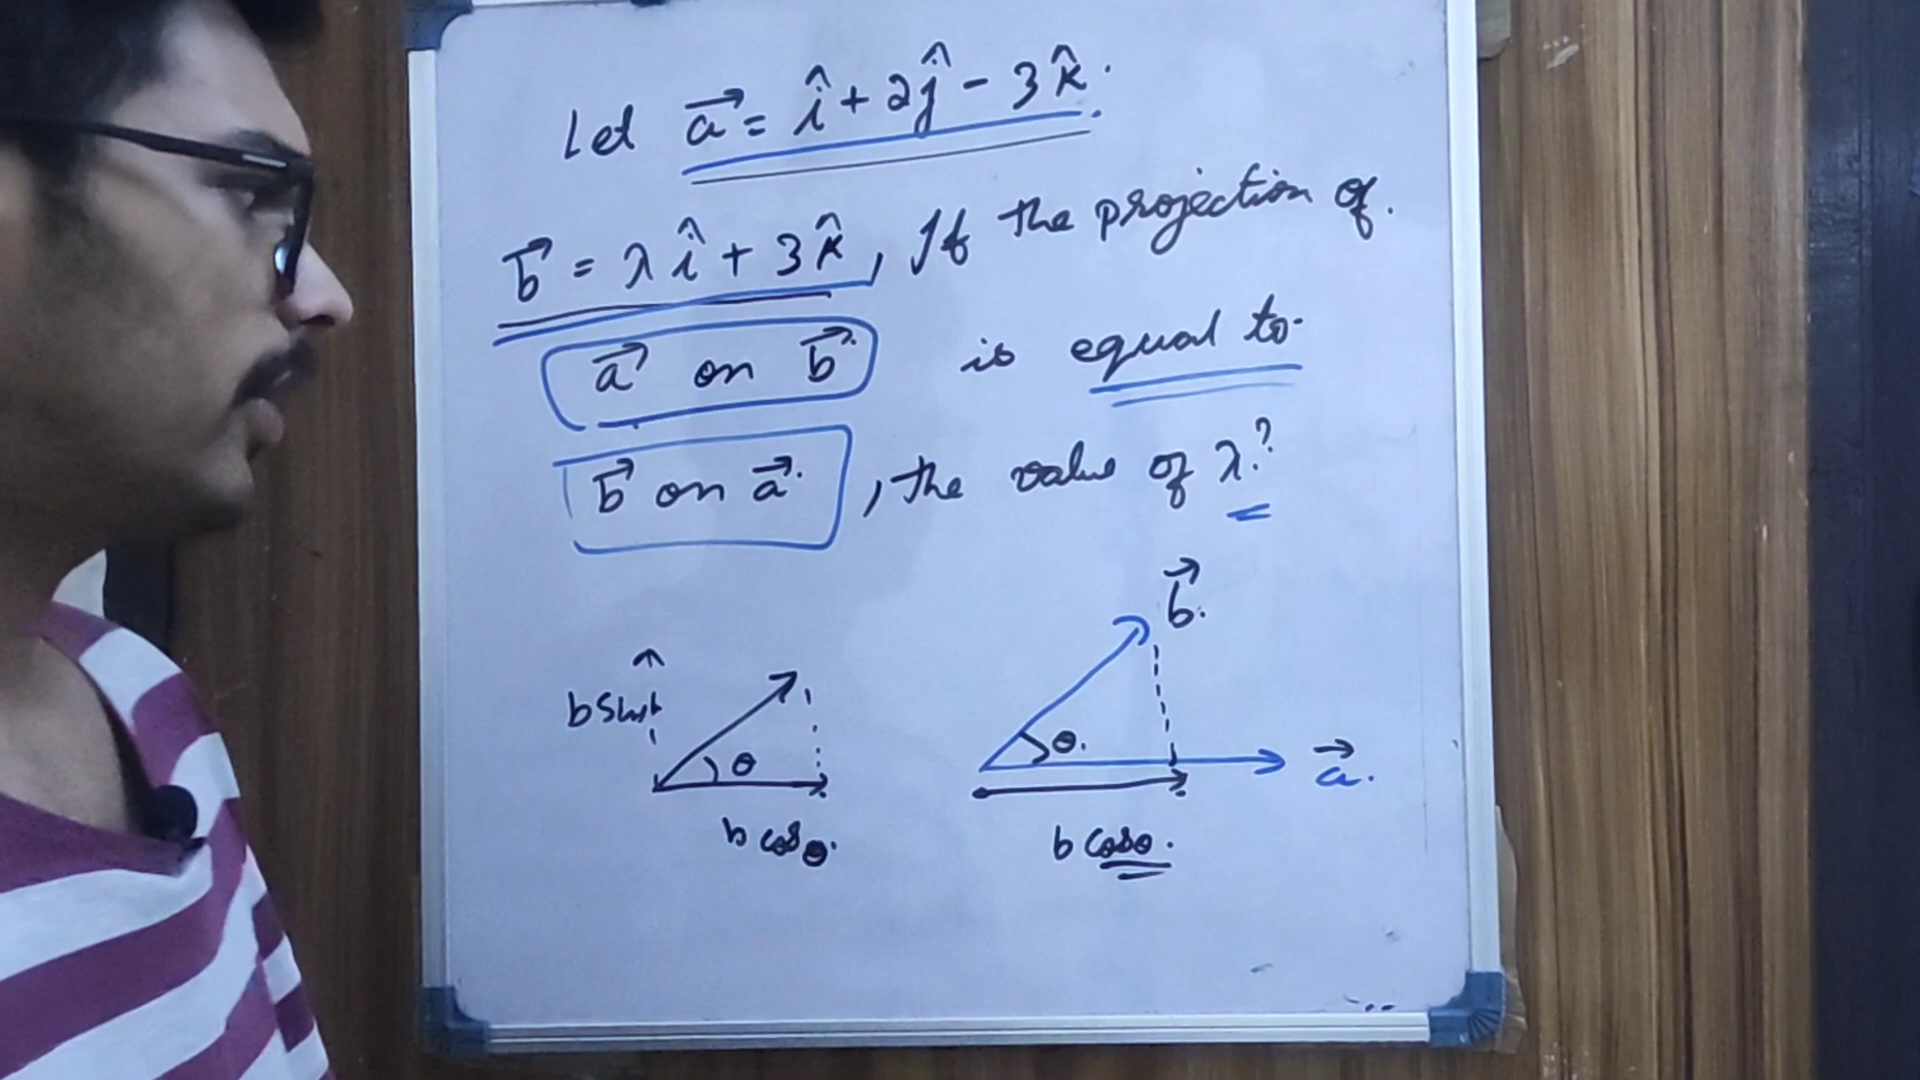 Let a⃗ = î + 2ĵ - 3k̂.
b⃗ = λî + 3k̂, If the projection of.
a⃗ on b⃗ is equal to.
b⃗ on a⃗, the value of λ.?
b⃗.
θ
θ.
a⃗.
b cosθ.
b cosθ.